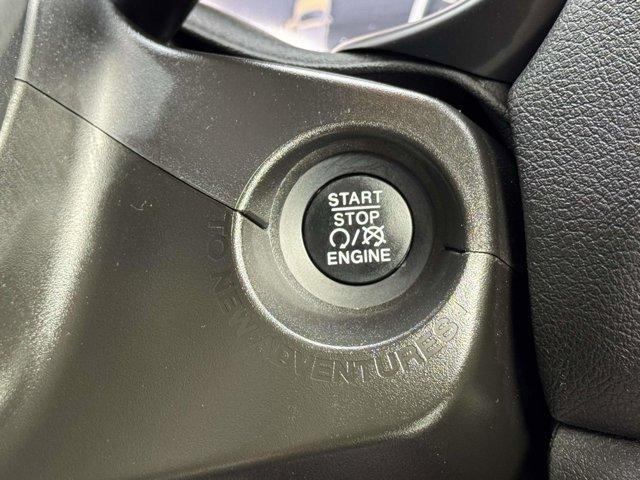 START
STOP
ENGINE
TO NEW ADVENTURES!